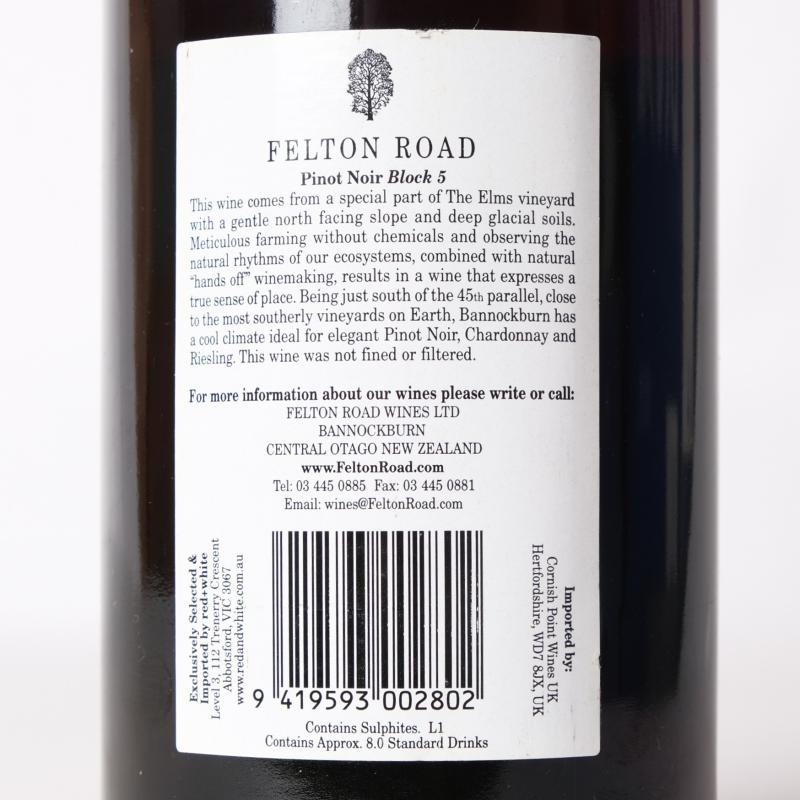 FELTON ROAD
Pinot Noir Block 5
This wine comes from a special part of The Elms vineyard
with a gentle north facing slope and deep glacial soils.
Meticulous farming without chemicals and observing the
natural rhythms of our ecosystems, combined with natural
"hands off" winemaking, results in a wine that expresses a
true sense of place. Being just south of the 45th parallel, close
to the most southerly vineyards on Earth, Bannockburn has
a cool climate ideal for elegant Pinot Noir, Chardonnay and
Riesling. This wine was not fined or filtered.
For more information about our wines please write or call:
FELTON ROAD WINES LTD
BANNOCKBURN
CENTRAL OTAGO NEW ZEALAND
www.FeltonRoad.com
Tel: 03 445 0885 Fax: 03 445 0881
Email: wines@FeltonRoad.com
Exclusively Selected &
Imported by red+white
Level 3, 112 Trenerry Crescent
Abbotsford, VIC 3067
www.redandwhite.com.au
Imported by:
Cornish Point Wines UK
Hertfordshire, WD7 8JX, UK
9 419593 002802
Contains Sulphites. L1
Contains Approx. 8.0 Standard Drinks